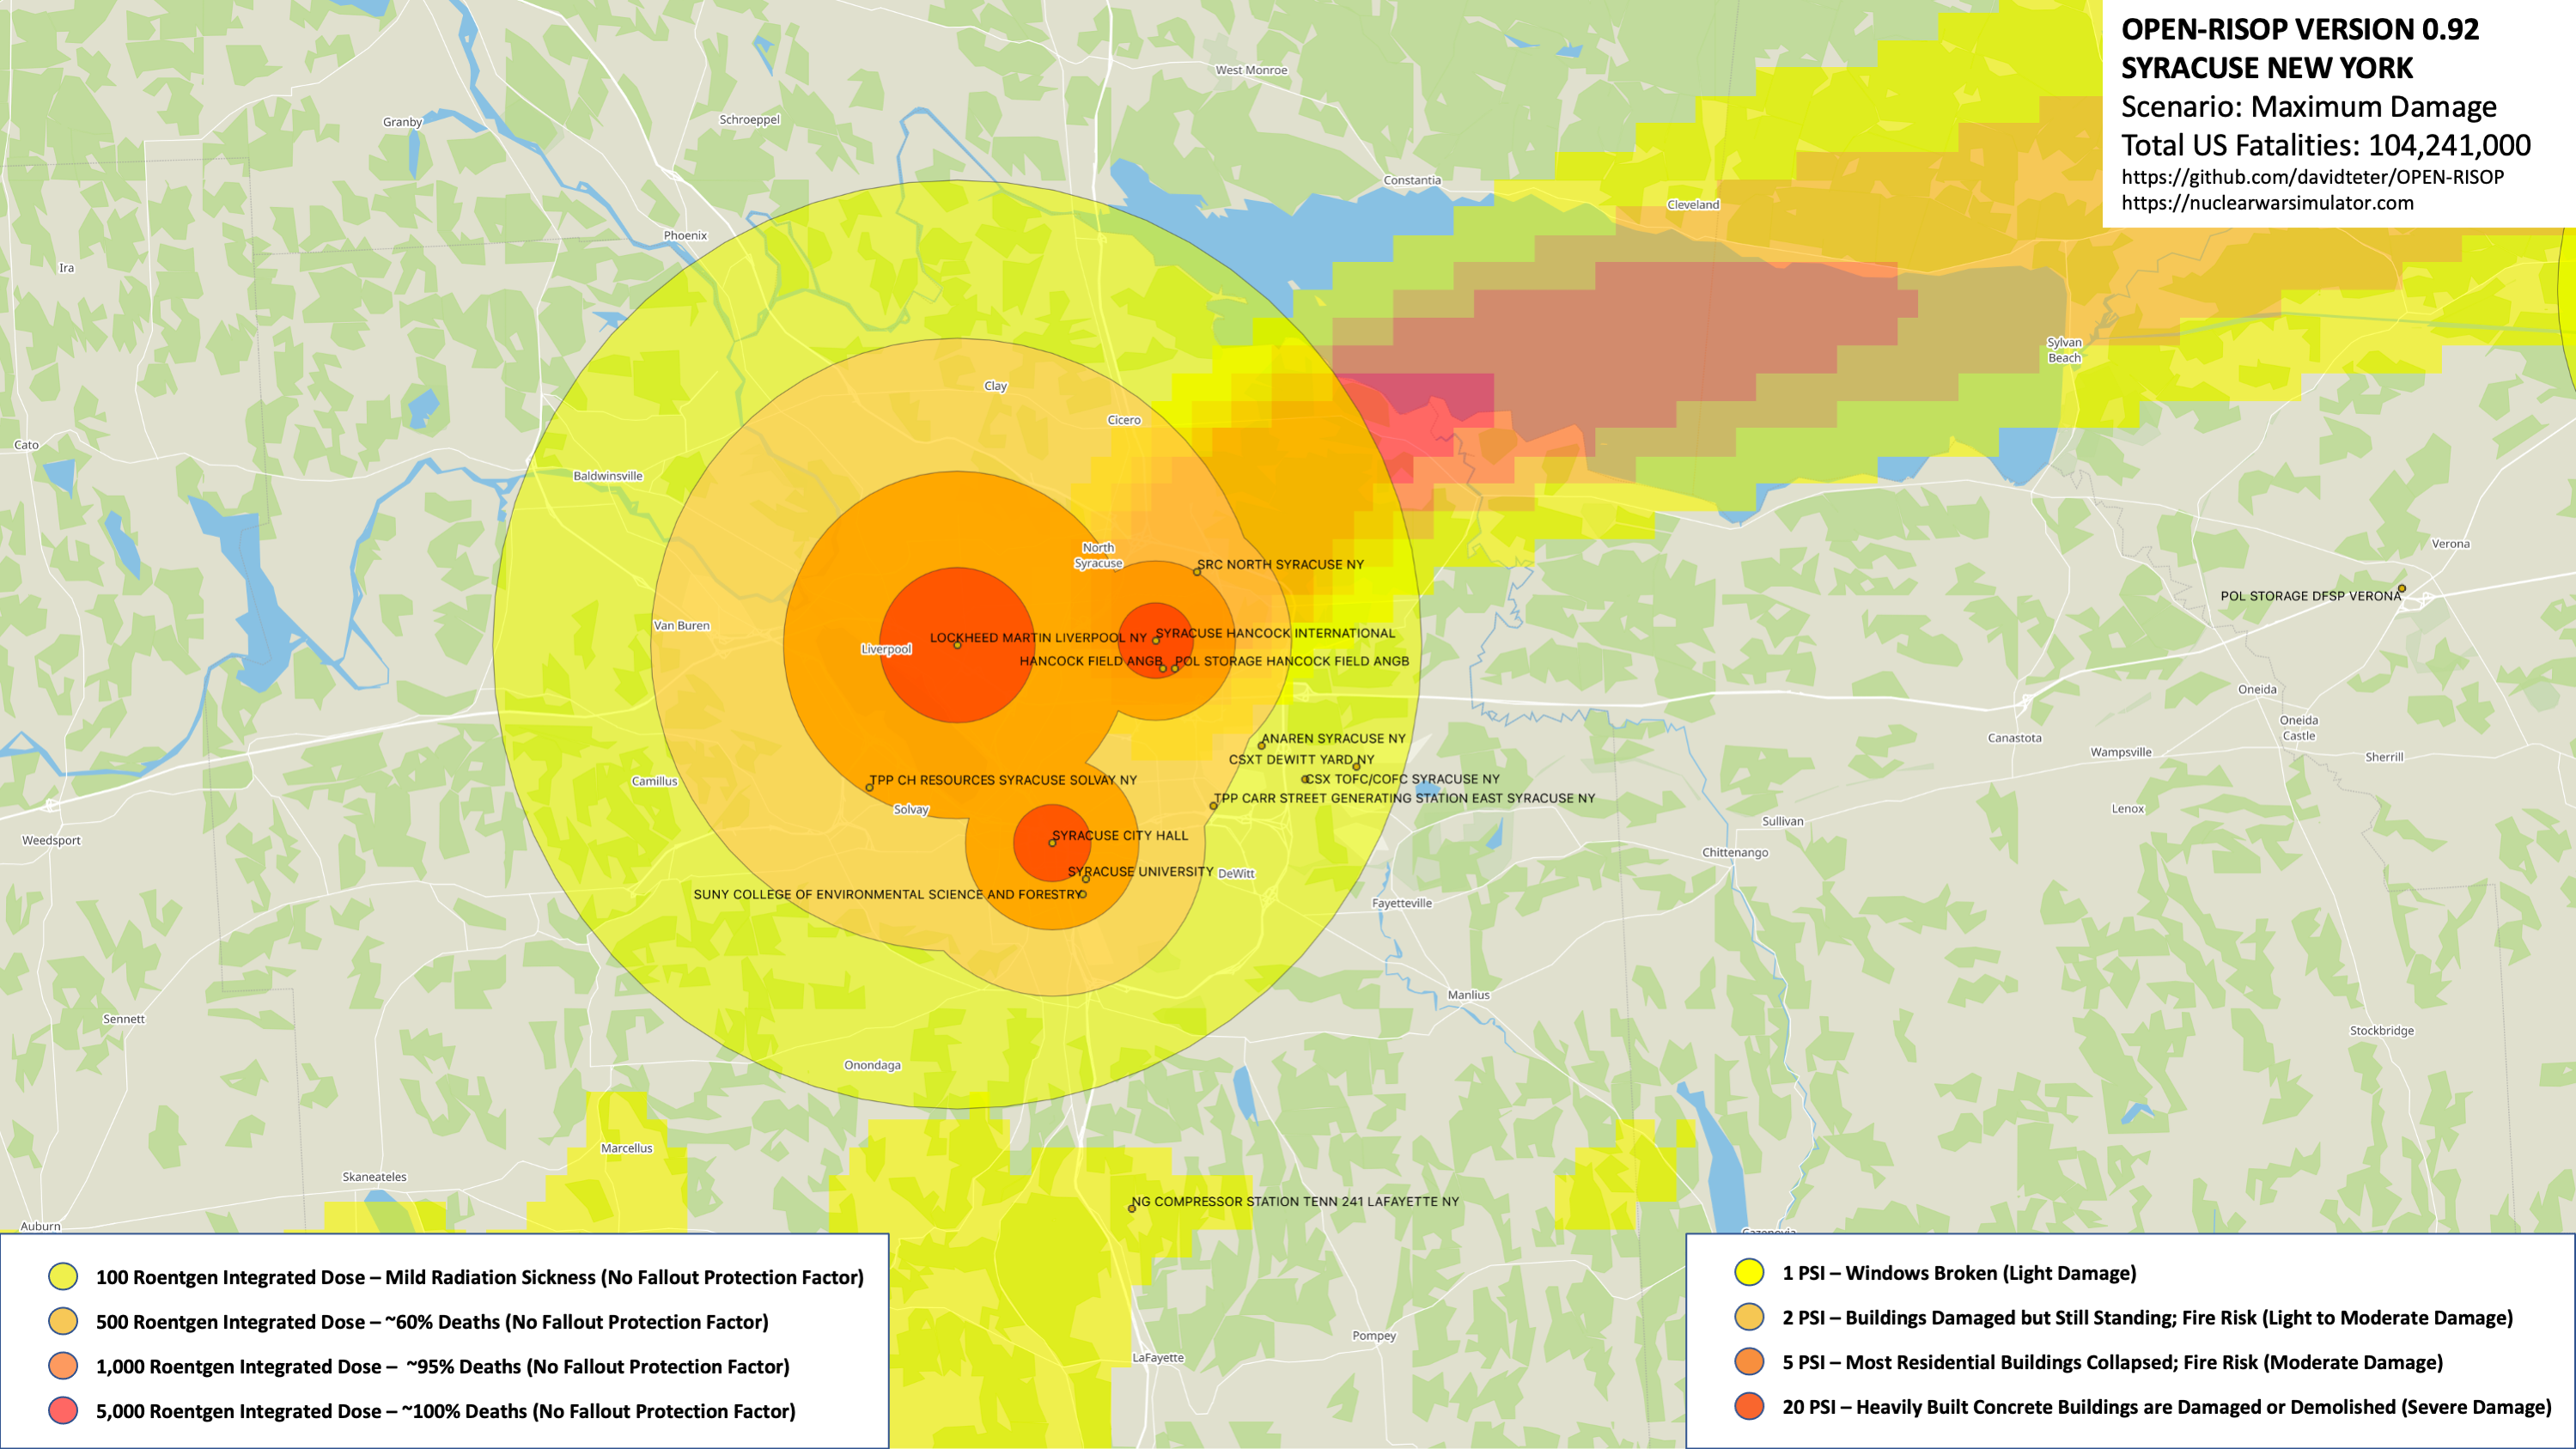 OPEN-RISOP VERSION 0.92
SYRACUSE NEW YORK
Scenario: Maximum Damage
Total US Fatalities: 104,241,000
https://github.com/davidteter/OPEN-RISOP
https://nuclearwarsimulator.com
West Monroe
Granby
Schroeppel
Constantia
Cleveland
Phoenix
Ira
Sylvan
Beach
Clay
Cicero
Cato
Baldwinsville
North
Syracuse
SRC NORTH SYRACUSE NY
Verona
POL STORAGE DFSP VERONA
Van Buren
Liverpool
LOCKHEED MARTIN LIVERPOOL NY
SYRACUSE HANCOCK INTERNATIONAL
HANCOCK FIELD ANGB
POL STORAGE HANCOCK FIELD ANGB
Oneida
Oneida
Castle
Canastota
Wampsville
Sherrill
ANAREN SYRACUSE NY
CSXT DEWITT YARD NY
CSX TOFC/COFC SYRACUSE NY
Camillus
TPP CH RESOURCES SYRACUSE SOLVAY NY
TPP CARR STREET GENERATING STATION EAST SYRACUSE NY
Solvay
Lenox
Sullivan
Weedsport
SYRACUSE CITY HALL
Chittenango
SYRACUSE UNIVERSITY
DeWitt
SUNY COLLEGE OF ENVIRONMENTAL SCIENCE AND FORESTRY
Fayetteville
Manlius
Sennett
Stockbridge
Onondaga
Marcellus
Skaneateles
NG COMPRESSOR STATION TENN 241 LAFAYETTE NY
Auburn
Pompey
LaFayette
100 Roentgen Integrated Dose – Mild Radiation Sickness (No Fallout Protection Factor)
500 Roentgen Integrated Dose – ~60% Deaths (No Fallout Protection Factor)
1,000 Roentgen Integrated Dose –  ~95% Deaths (No Fallout Protection Factor)
5,000 Roentgen Integrated Dose – ~100% Deaths (No Fallout Protection Factor)
1 PSI – Windows Broken (Light Damage)
2 PSI – Buildings Damaged but Still Standing; Fire Risk (Light to Moderate Damage)
5 PSI – Most Residential Buildings Collapsed; Fire Risk (Moderate Damage)
20 PSI – Heavily Built Concrete Buildings are Damaged or Demolished (Severe Damage)